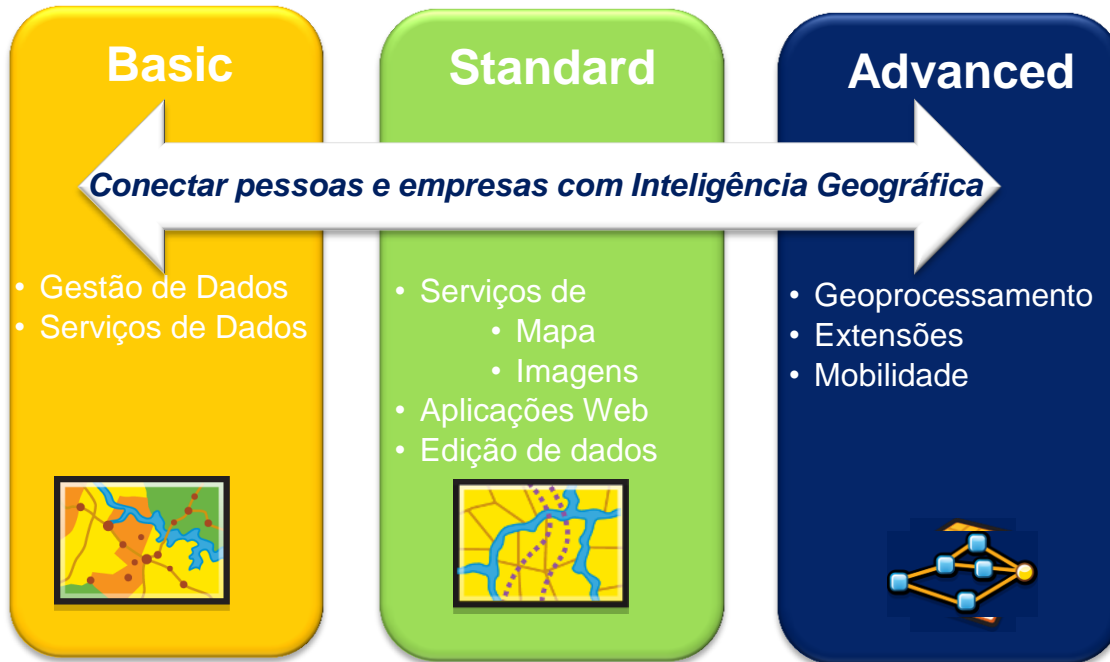 Basic
Standard
Advanced
Conectar pessoas e empresas com Inteligência Geográfica
• Gestão de Dados
• Serviços de Dados
• Serviços de
• Mapa
• Imagens
• Aplicações Web
• Edição de dados
• Geoprocessamento
• Extensões
• Mobilidade